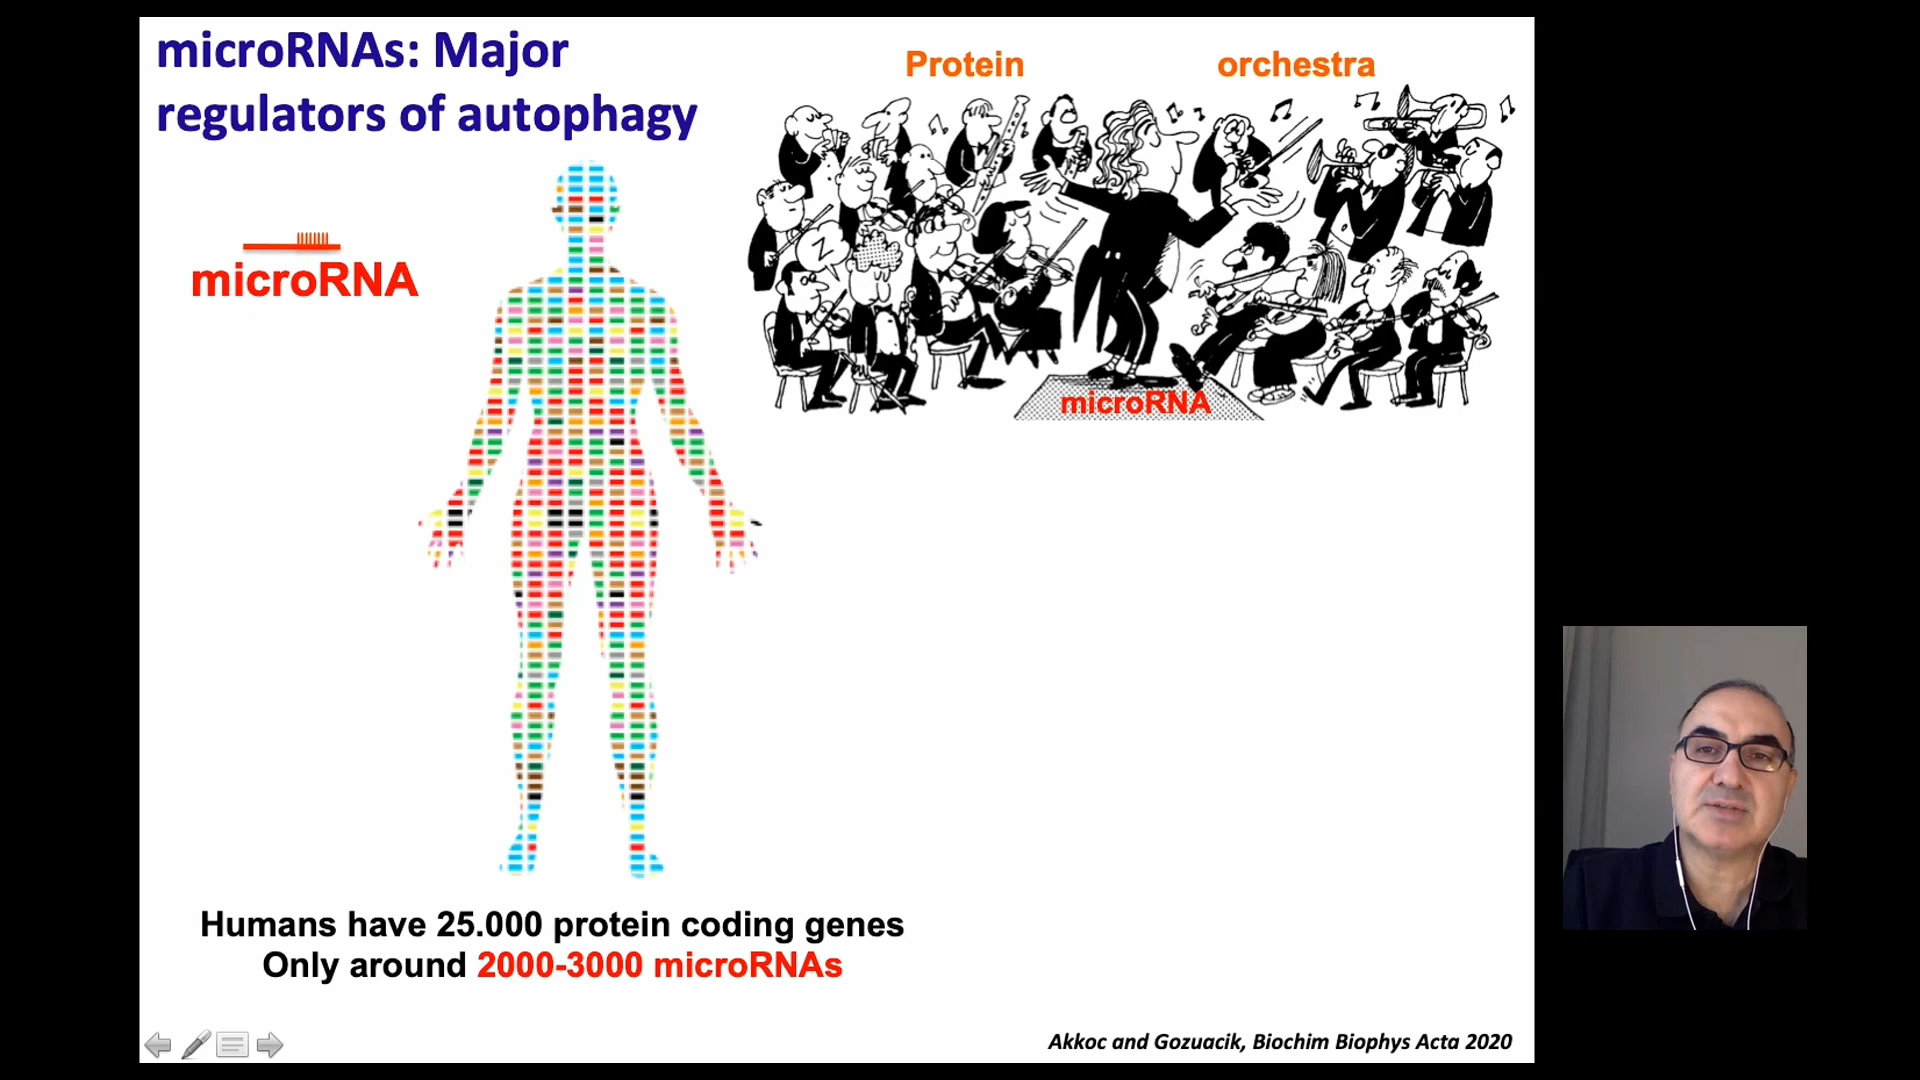 microRNAs: Major
regulators of autophagy
Protein orchestra
microRNA
Z
microRNA
Humans have 25.000 protein coding genes
Only around 2000-3000 microRNAs
Akkoc and Gozuacik, Biochim Biophys Acta 2020